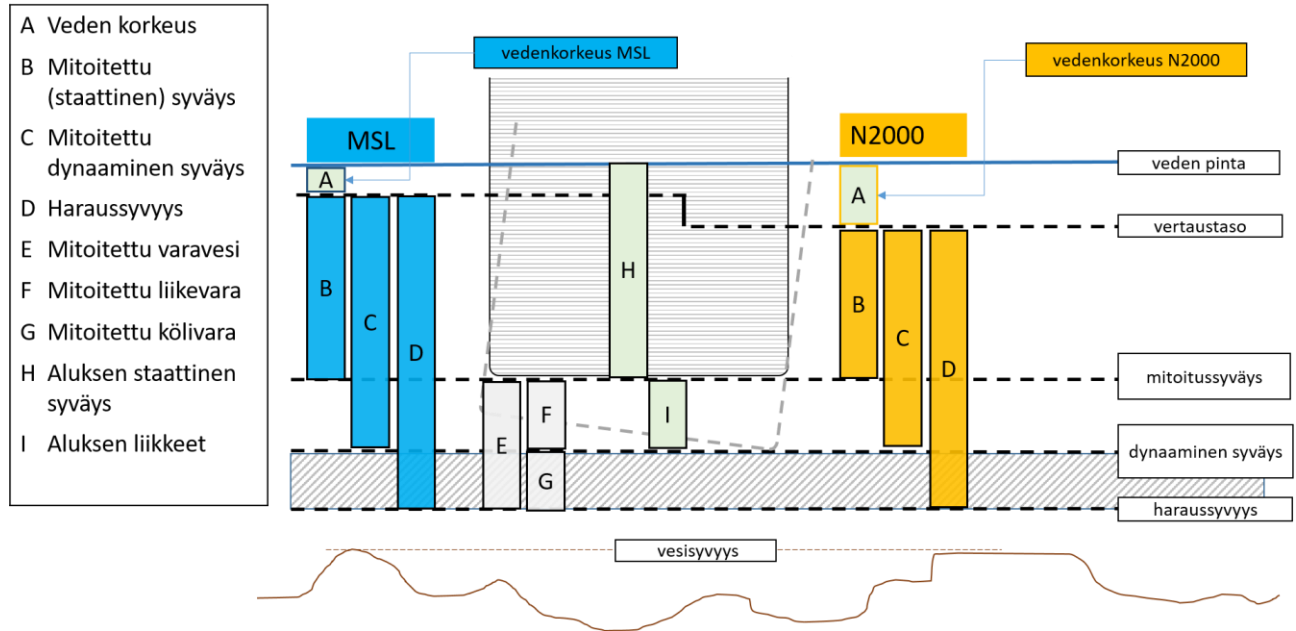 A Veden korkeus
B Mitoitettu
(staattinen) syväys
C Mitoitettu
dynaaminen syväys
D Haraussyvyys
E Mitoitettu varavesi
F Mitoitettu liikevara
G Mitoitettu kölivara
H Aluksen staattinen
syväys
I Aluksen liikkeet
vedenkorkeus MSL
vedenkorkeus N2000
MSL
N2000
veden pinta
A
A
vertaustaso
H
B
B
C
C
D
D
mitoitussyväys
F
I
E
dynaaminen syväys
G
haraussyvyys
vesisyvyys